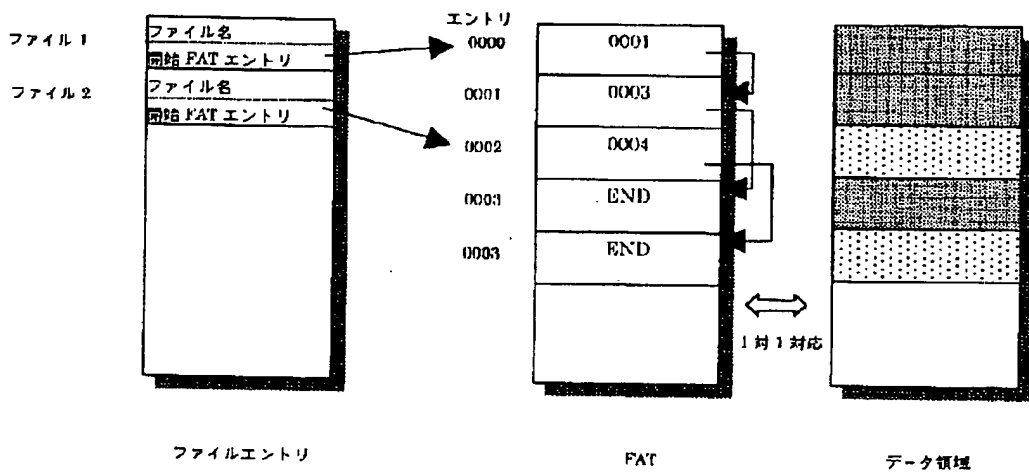 ファイル1
ファイル名
開始 FAT エントリ
ファイル2
ファイル名
開始 FAT エントリ
エントリ
0000
0001
0002
0003
0003
0001
0003
0004
END
END
1対1対応
ファイルエントリ
FAT
データ領域